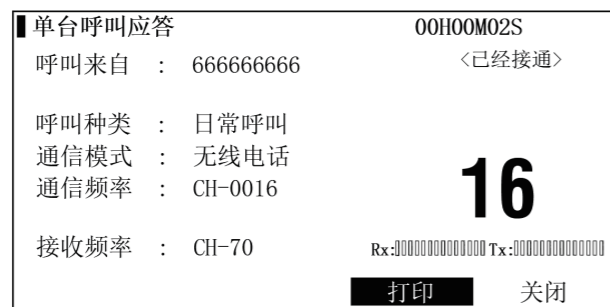 单台呼叫应答 00H00M02S
呼叫来自 : 666666666 <已经接通>
呼叫种类 : 日常呼叫
通信模式 : 无线电话
通信频率 : CH-0016
16
接收频率 : CH-70 Rx: Tx:
打印 关闭